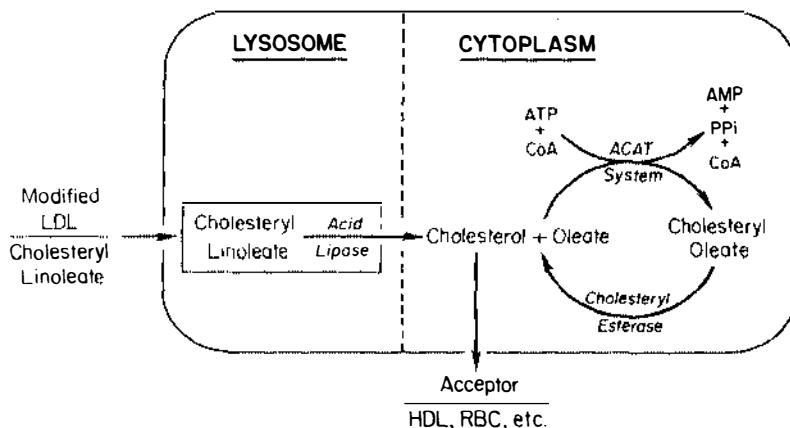 LYSOSOME
CYTOPLASM
Modified
LDL
Cholesteryl
Linoleate
Cholesteryl
Linoleate
Acid
Lipase
Cholesterol + Oleate
ATP
+
CoA
ACAT
System
AMP
+
PPi
+
CoA
Cholesteryl
Oleate
Cholesteryl
Esterase
Acceptor
HDL, RBC, etc.